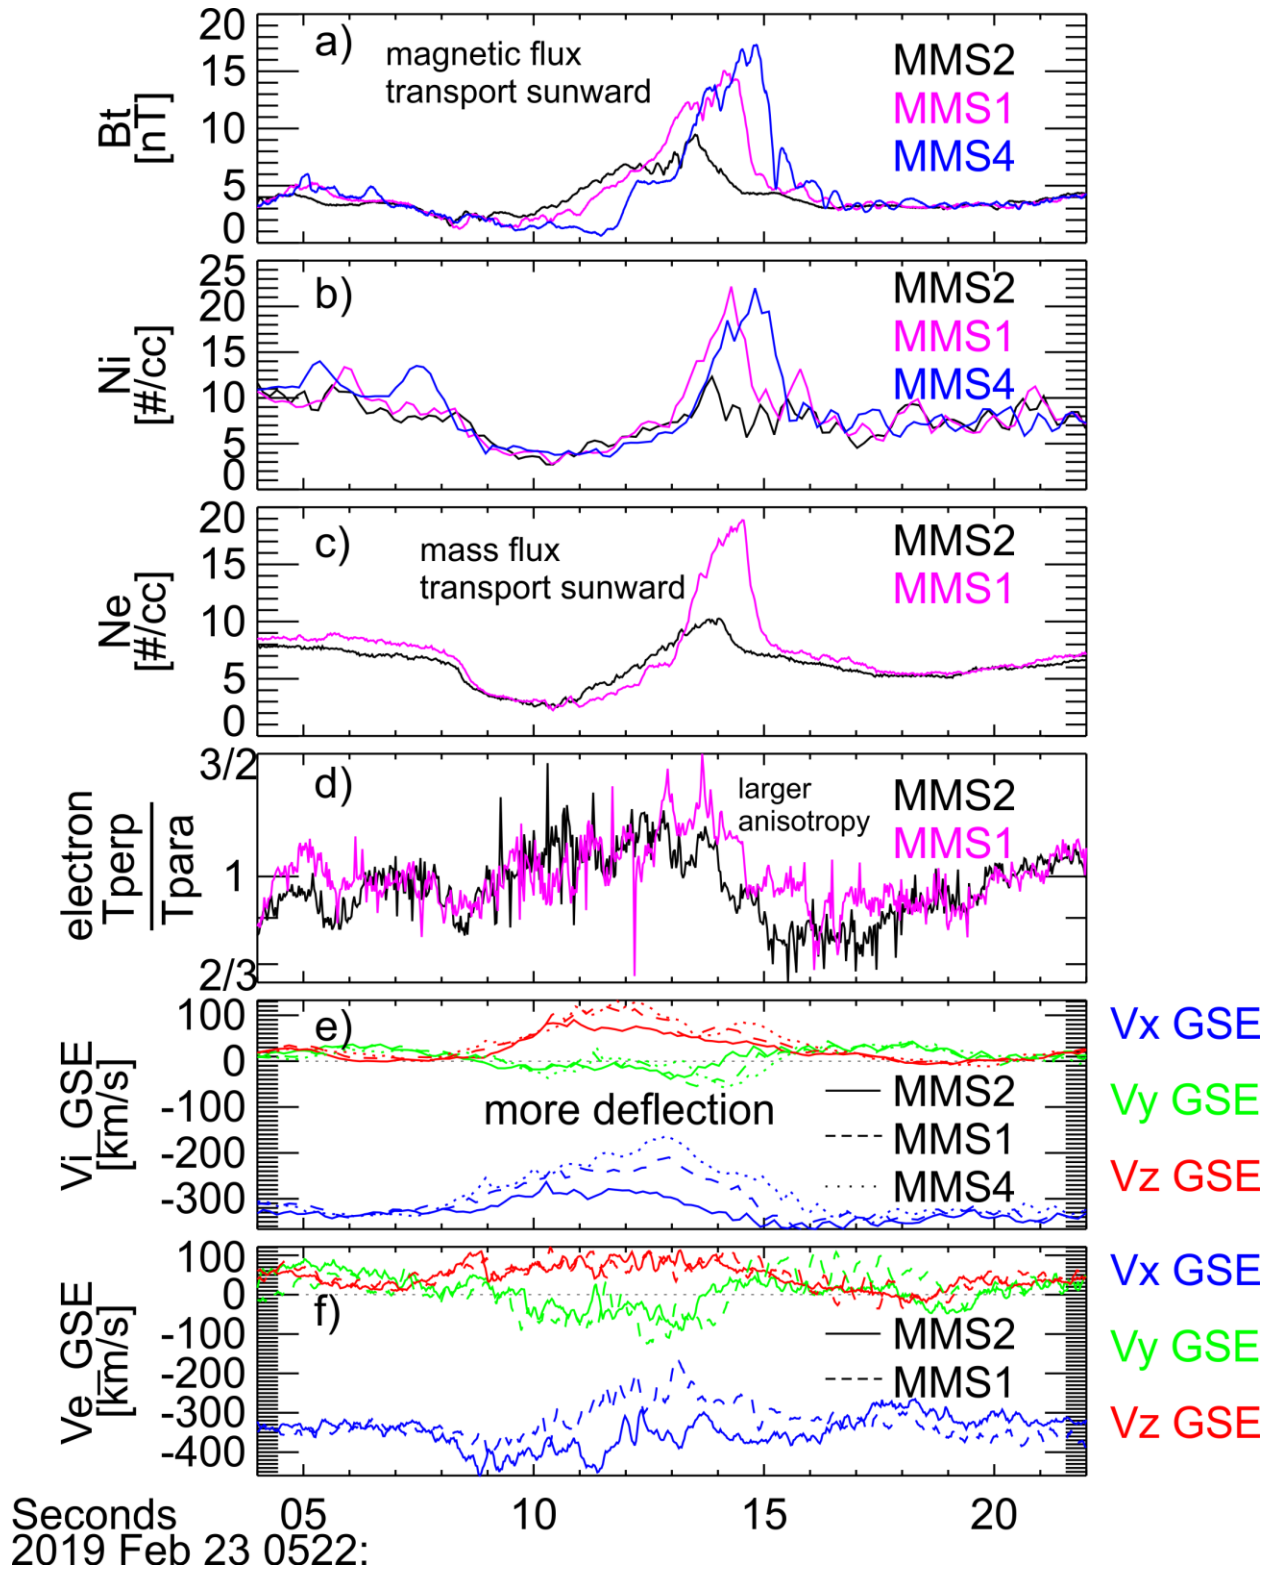 20
15
10
5
0
Bt
[nT]
a)
magnetic flux
transport sunward
MMS2
MMS1
MMS4
25
20
15
10
5
0
Ni
[#/cc]
b)
MMS2
MMS1
MMS4
20
15
10
5
0
Ne
[#/cc]
c)
mass flux
transport sunward
MMS2
MMS1
3/2
1
2/3
electron
Tperp
Tpara
d)
larger
anisotropy
MMS2
MMS1
100
0
-100
-200
-300
Vi_GSE
[km/s]
e)
more deflection
MMS2
MMS1
MMS4
Vx GSE
Vy GSE
Vz GSE
100
0
-100
-200
-300
-400
Ve_GSE
[km/s]
f)
MMS2
MMS1
Vx GSE
Vy GSE
Vz GSE
Seconds 05 10 15 20
2019 Feb 23 0522: